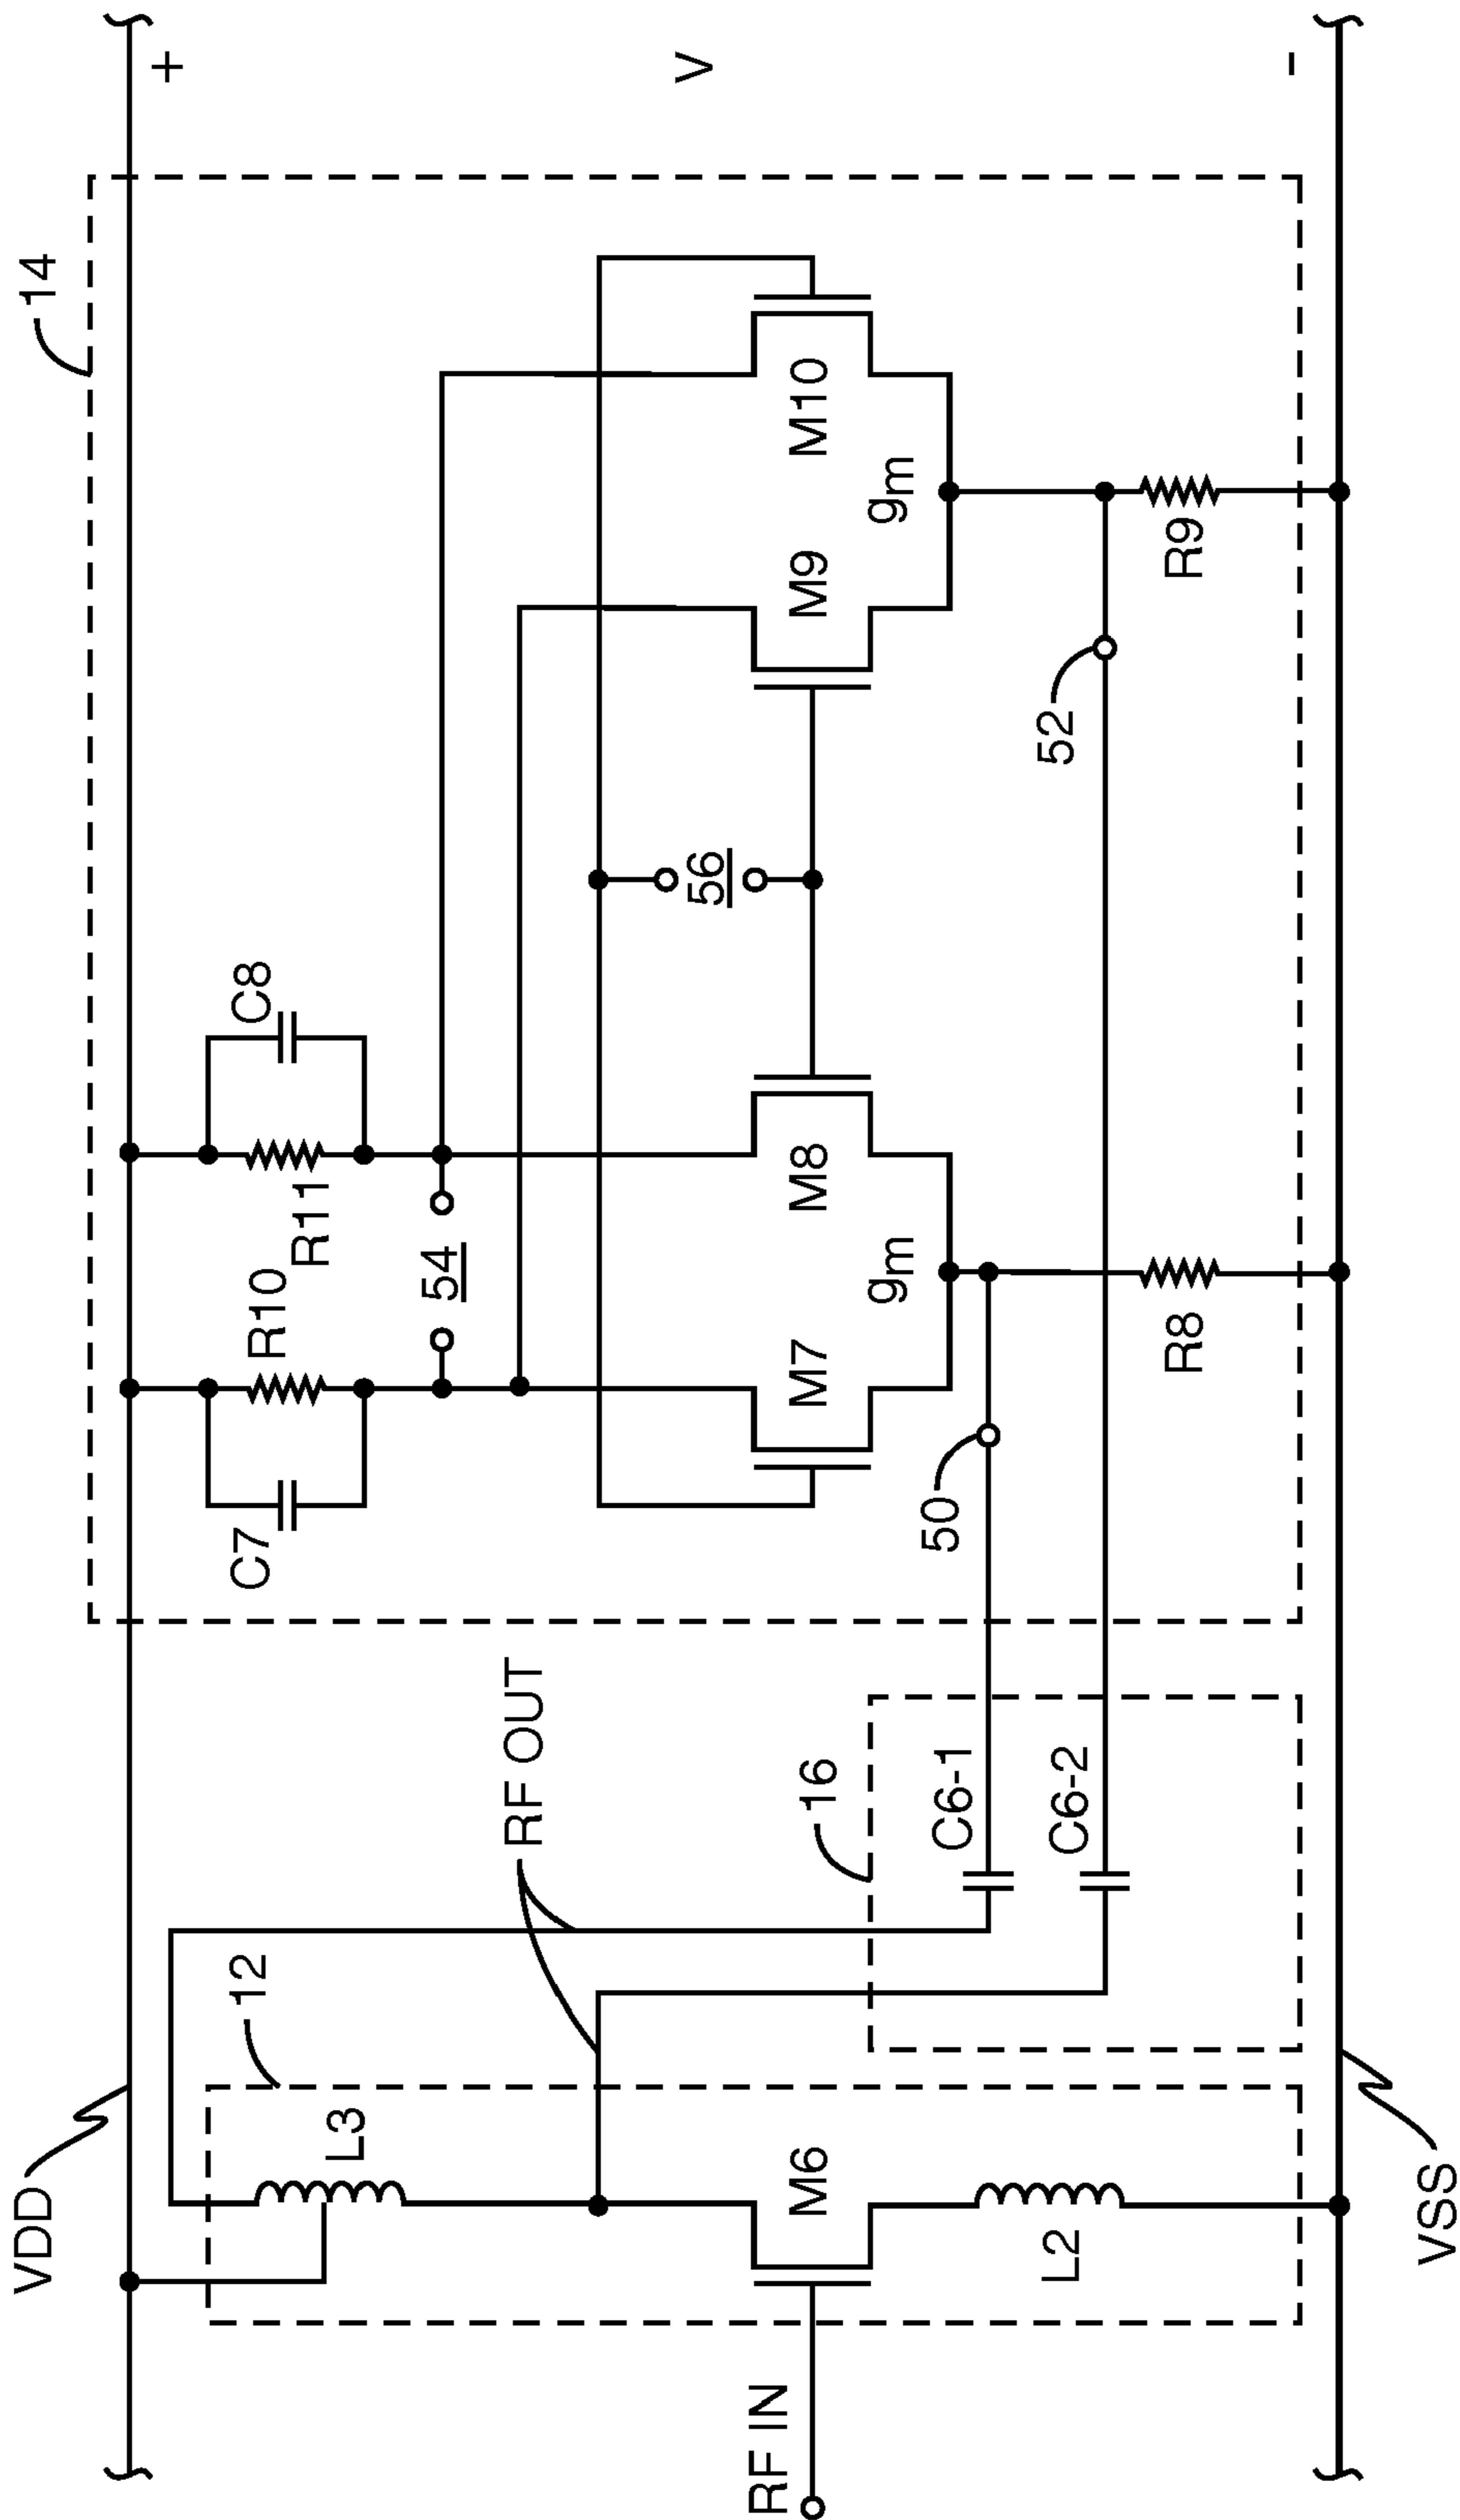 VDD
12
L3
RF IN
M6
L2
VSS
RF OUT
16
C6-1
C6-2
14
C7
R10
R11
C8
54
56
M7
M8
M9
M10
gm
gm
50
52
R8
R9
+
V
-